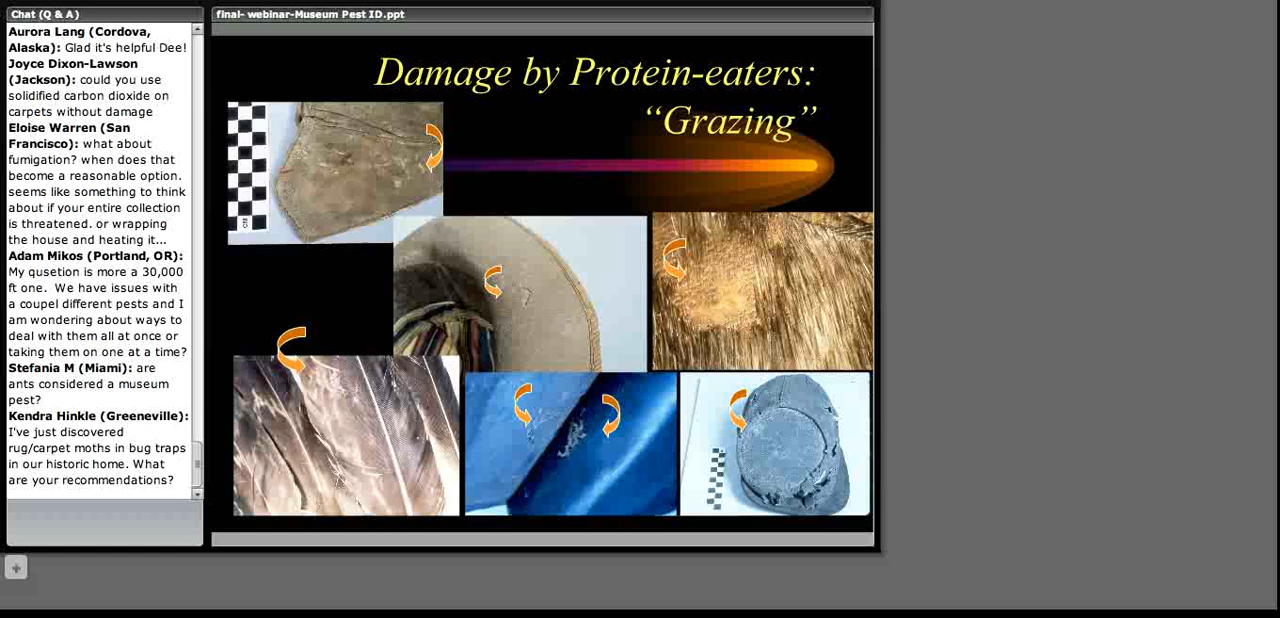 Chat (Q & A)
Aurora Lang (Cordova,
Alaska): Glad it's helpful Dee!
Joyce Dixon-Lawson
(Jackson): could you use
solidified carbon dioxide on
carpets without damage
Eloise Warren (San
Francisco): what about
fumigation? when does that
become a reasonable option.
seems like something to think
about if your entire collection
is threatened. or wrapping
the house and heating it...
Adam Mikos (Portland, OR):
My qusetion is more a 30,000
ft one.  We have issues with
a coupel different pests and I
am wondering about ways to
deal with them all at once or
taking them on one at a time?
Stefania M (Miami): are
ants considered a museum
pest?
Kendra Hinkle (Greeneville):
I've just discovered
rug/carpet moths in bug traps
in our historic home. What
are your recommendations?
final- webinar-Museum Pest ID.ppt
Damage by Protein-eaters:
“Grazing”
CM